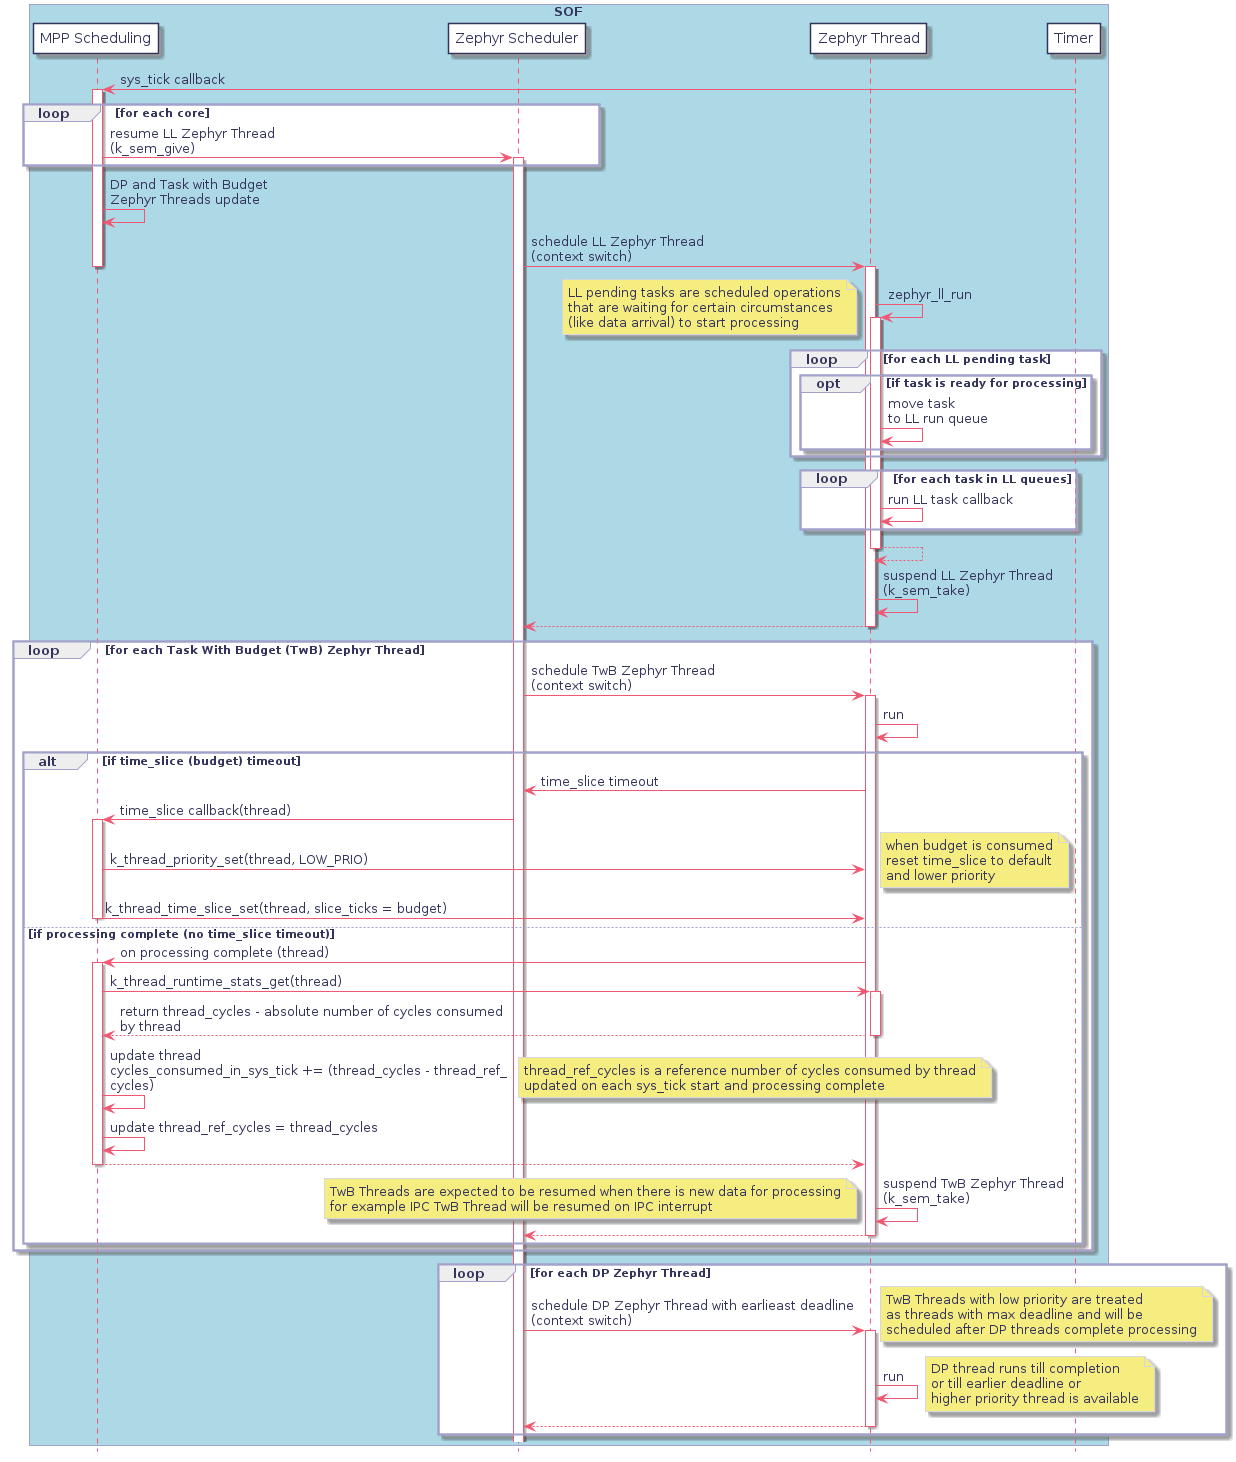 SOF
MPP Scheduling
Zephyr Scheduler
Zephyr Thread
Timer
sys_tick callback
loop
[for each core]
resume LL Zephyr Thread
(k_sem_give)
DP and Task with Budget
Zephyr Threads update
schedule LL Zephyr Thread
(context switch)
LL pending tasks are scheduled operations
that are waiting for certain circumstances
(like data arrival) to start processing
zephyr_ll_run
loop
[for each LL pending task]
opt
[if task is ready for processing]
move task
to LL run queue
loop
[for each task in LL queues]
run LL task callback
suspend LL Zephyr Thread
(k_sem_take)
loop
[for each Task With Budget (TwB) Zephyr Thread]
schedule TwB Zephyr Thread
(context switch)
run
alt
[if time_slice (budget) timeout]
time_slice timeout
time_slice callback(thread)
when budget is consumed
reset time_slice to default
and lower priority
k_thread_priority_set(thread, LOW_PRIO)
k_thread_time_slice_set(thread, slice_ticks = budget)
[if processing complete (no time_slice timeout)]
on processing complete (thread)
k_thread_runtime_stats_get(thread)
return thread_cycles - absolute number of cycles consumed
by thread
update thread
cycles_consumed_in_sys_tick += (thread_cycles - thread_ref_
cycles)
thread_ref_cycles is a reference number of cycles consumed by thread
updated on each sys_tick start and processing complete
update thread_ref_cycles = thread_cycles
TwB Threads are expected to be resumed when there is new data for processing
for example IPC TwB Thread will be resumed on IPC interrupt
suspend TwB Zephyr Thread
(k_sem_take)
loop
[for each DP Zephyr Thread]
schedule DP Zephyr Thread with earlieast deadline
(context switch)
TwB Threads with low priority are treated
as threads with max deadline and will be
scheduled after DP threads complete processing
run
DP thread runs till completion
or till earlier deadline or
higher priority thread is available